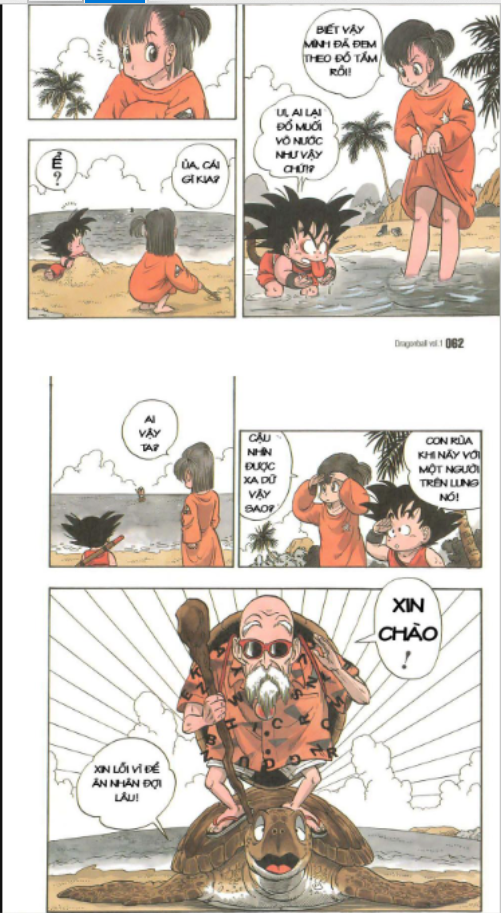 BIẾT VẬY
MÌNH ĐÃ ĐEM
THEO ĐỒ TẮM
RỒI!
UI, AI LẠI
ĐỔ MUỐI
VÔ NƯỚC
NHƯ VẬY
CHỨ!?
Ể
?
ỦA, CÁI
GÌ KIA?
Dragonball vol.1 062
AI
VẬY
TA?
CẬU
NHÌN
ĐƯỢC
XA DỮ
VẬY
SAO?
CON RÙA
KHI NÃY VỚI
MỘT NGƯỜI
TRÊN LƯNG
NÓ!
XIN
CHÀO
!
XIN LỖI VÌ ĐỂ
ÂN NHÂN ĐỢI
LÂU!